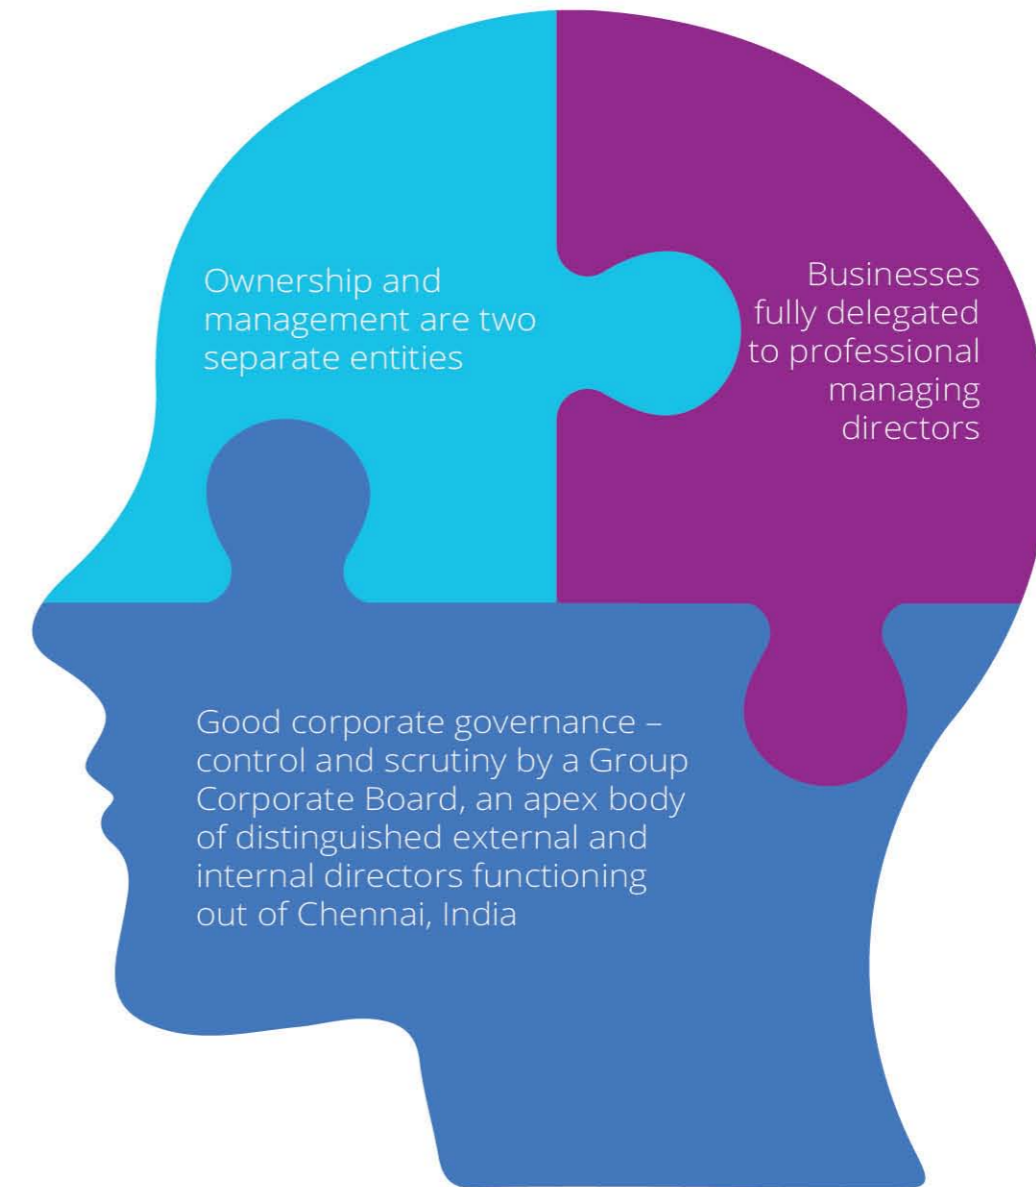 Ownership and
management are two
separate entities
Businesses
fully delegated
to professional
managing
directors
Good corporate governance –
control and scrutiny by a Group
Corporate Board, an apex body
of distinguished external and
internal directors functioning
out of Chennai, India